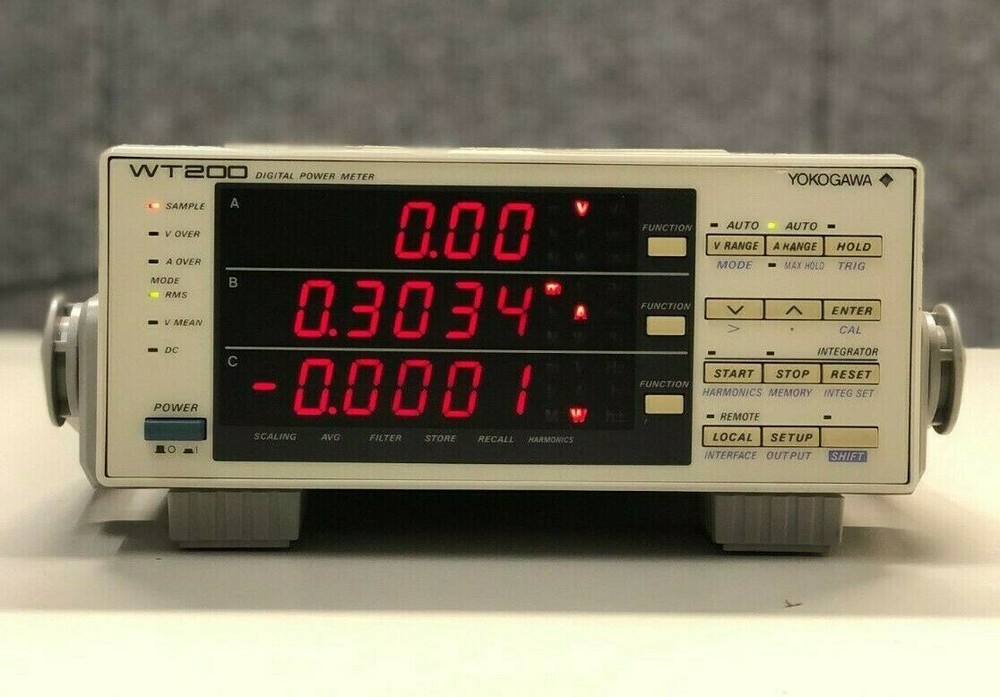 WT200 DIGITAL POWER METER
YOKOGAWA
SAMPLE
V OVER
A OVER
MODE
RMS
V MEAN
DC
POWER
A 0.00 V
B 0.3034 m A
C -0.0001 W
SCALING AVG FILTER STORE RECALL HARMONICS
FUNCTION
FUNCTION
FUNCTION
AUTO AUTO
V RANGE A RANGE HOLD
MODE MAX HOLD TRIG
ENTER
> . CAL
INTEGRATOR
START STOP RESET
HARMONICS MEMORY INTEG SET
REMOTE
LOCAL SETUP
INTERFACE OUTPUT SHIFT